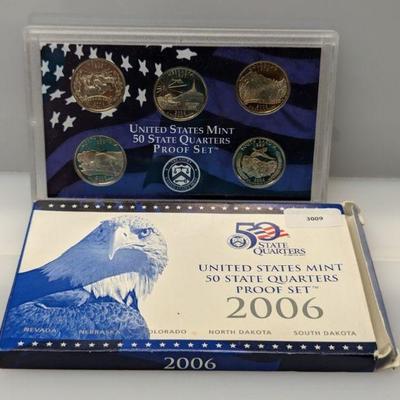 UNITED STATES MINT
50 STATE QUARTERS
PROOF SET™
3009
50
STATE
QUARTERS
UNITED STATES MINT
50 STATE QUARTERS
PROOF SET™
2006
NEVADA NEBRASKA COLORADO NORTH DAKOTA SOUTH DAKOTA
2006